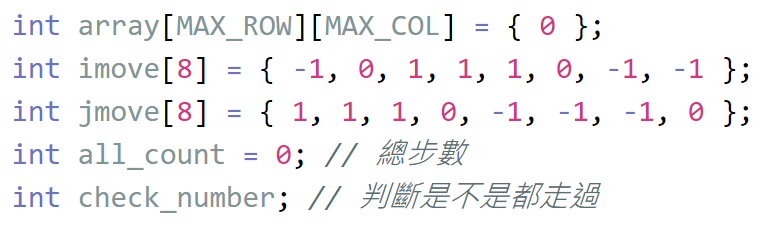 int array[MAX_ROW][MAX_COL] = { 0 };
int imove[8] = { -1, 0, 1, 1, 1, 0, -1, -1 };
int jmove[8] = { 1, 1, 1, 0, -1, -1, -1, 0 };
int all_count = 0; // 總步數
int check_number; // 判斷是不是都走過